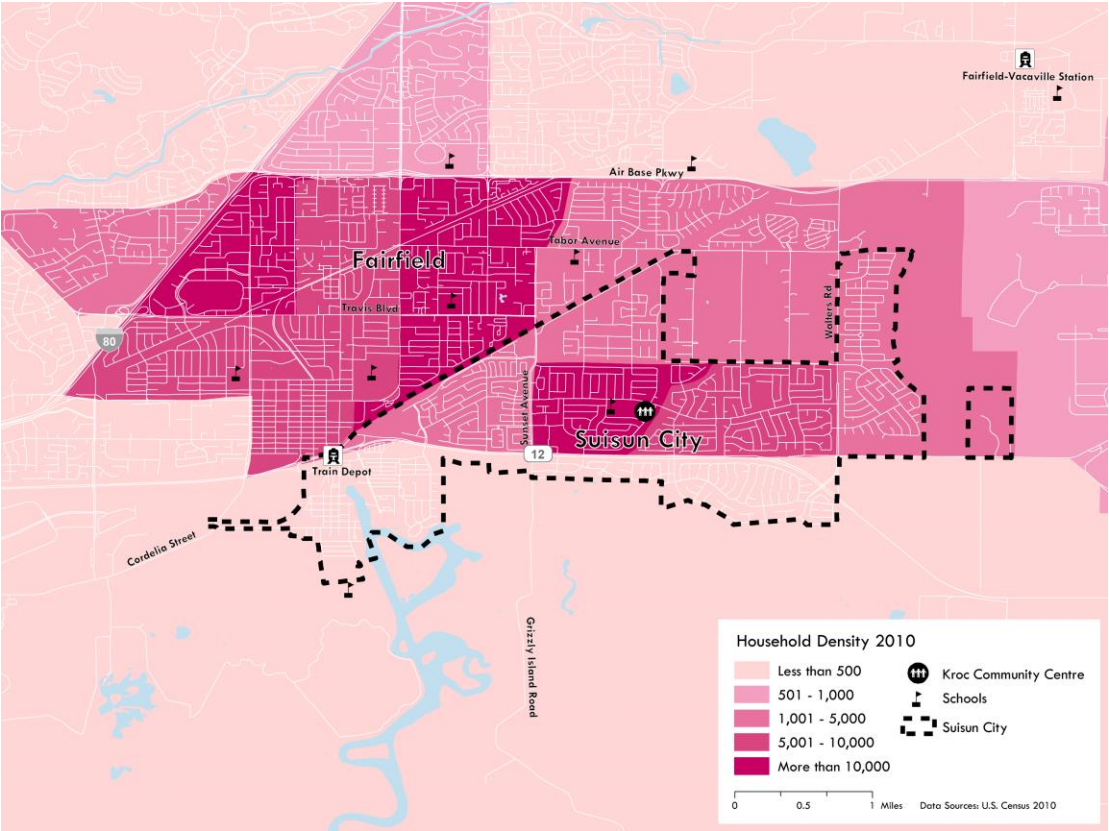 Fairfield-Vacaville Station
Air Base Pkwy
Tabor Avenue
Fairfield
Travis Blvd
Walters Rd
80
Sunset Avenue
Suisun City
12
Train Depot
Cordelia Street
Grizzly Island Road
Household Density 2010
Less than 500
501 - 1,000
1,001 - 5,000
5,001 - 10,000
More than 10,000
Kroc Community Centre
Schools
Suisun City
0 0.5 1 Miles
Data Sources: U.S. Census 2010